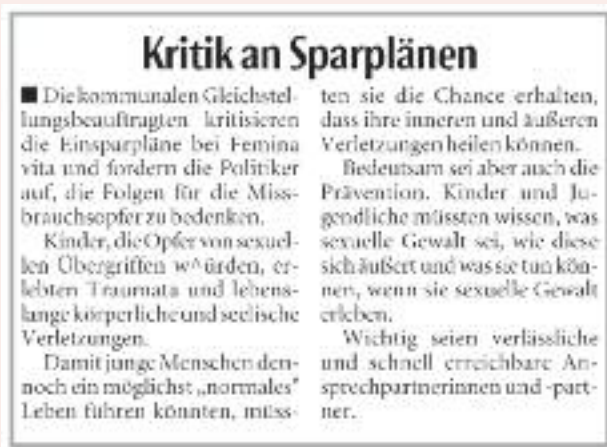 Kritik an Sparplänen
■ Die kommunalen Gleichstel-
lungsbeauftragten kritisieren
die Einsparpläne bei Femina
vita und fordern die Politiker
auf, die Folgen für die Miss-
brauchsopfer zu bedenken.
Kinder, die Opfer von sexuel-
len Übergriffen w^ürden, er-
lebten Traumata und lebens-
lange körperliche und seelische
Verletzungen.
Damit junge Menschen den-
noch ein möglichst „normales"
Leben führen könnten, müss-
ten sie die Chance erhalten,
dass ihre inneren und äußeren
Verletzungen heilen können.
Bedeutsam sei aber auch die
Prävention. Kinder und Ju-
gendliche müssten wissen, was
sexuelle Gewalt sei, wie diese
sich äußert und was sie tun kön-
nen, wenn sie sexuelle Gewalt
erleben.
Wichtig seien verlässliche
und schnell erreichbare An-
sprechpartnerinnen und -part-
ner.